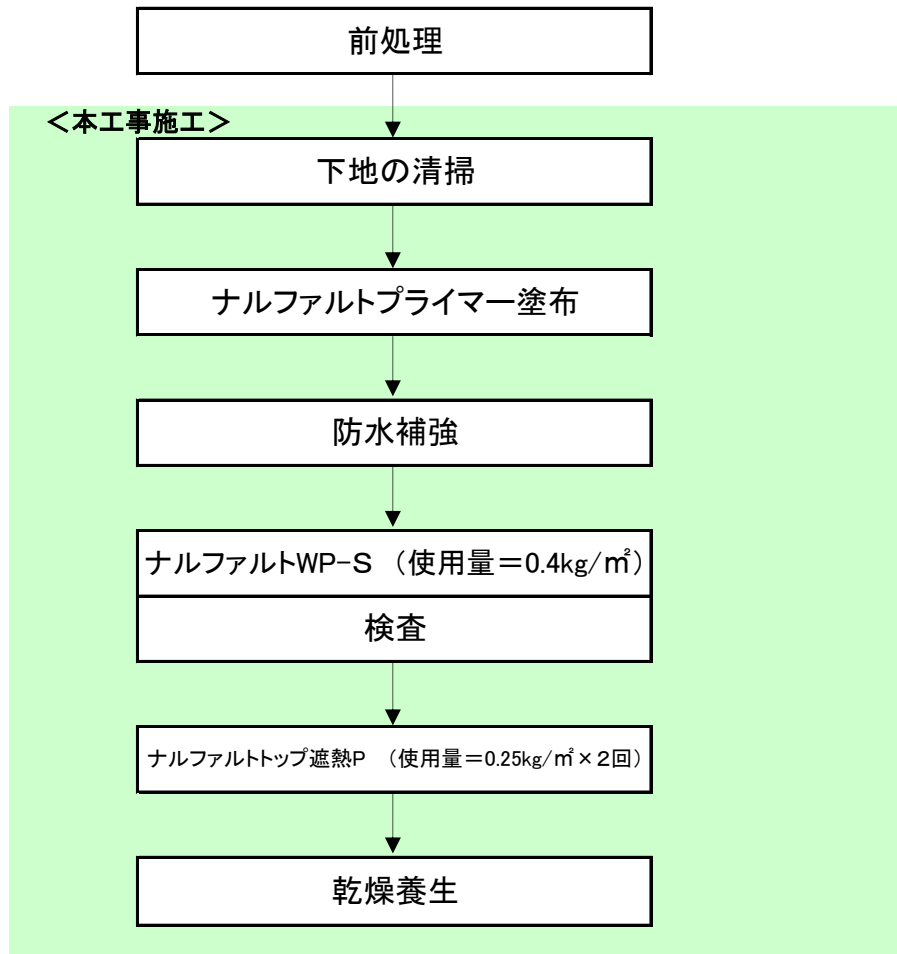 前処理
＜本工事施工＞
下地の清掃
ナルファルトプライマー塗布
防水補強
ナルファルトWP-S （使用量＝0.4kg/㎡）
検査
ナルファルトトップ遮熱P （使用量＝0.25kg/㎡×２回）
乾燥養生